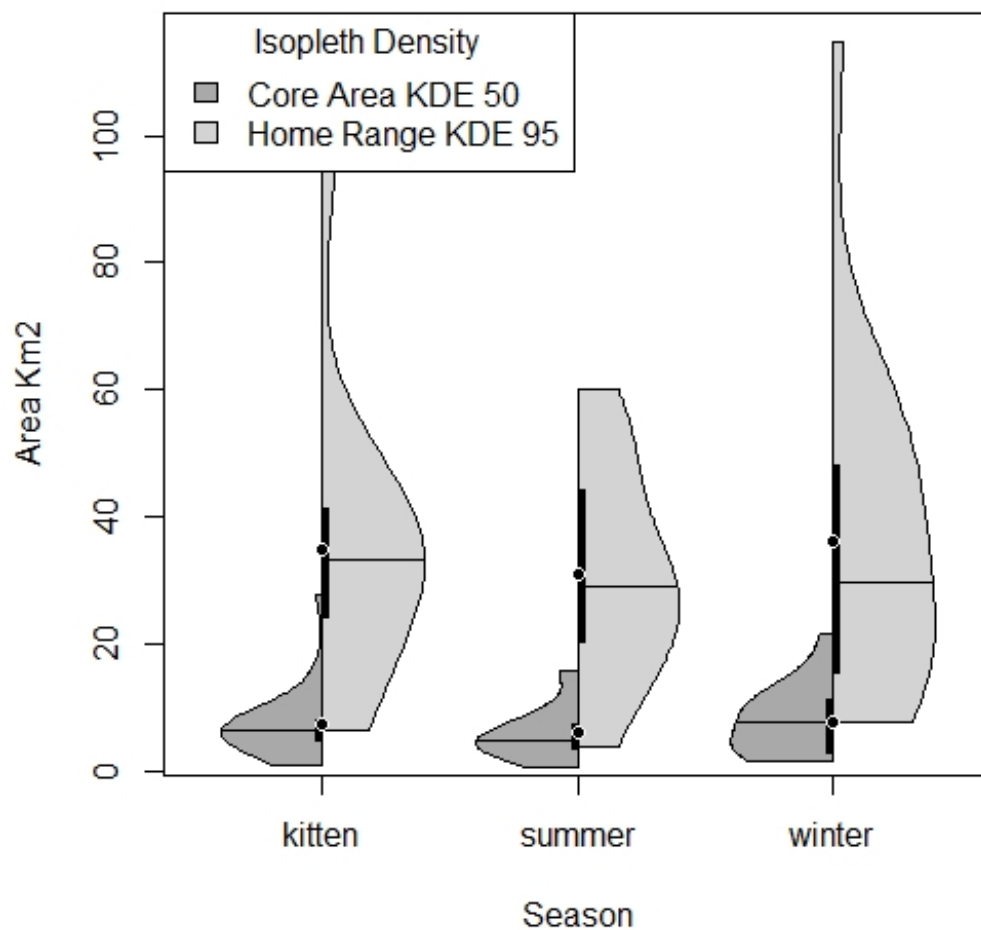 Isopleth Density
Core Area KDE 50
Home Range KDE 95
Area Km2
100
80
60
40
20
0
kitten summer winter
Season